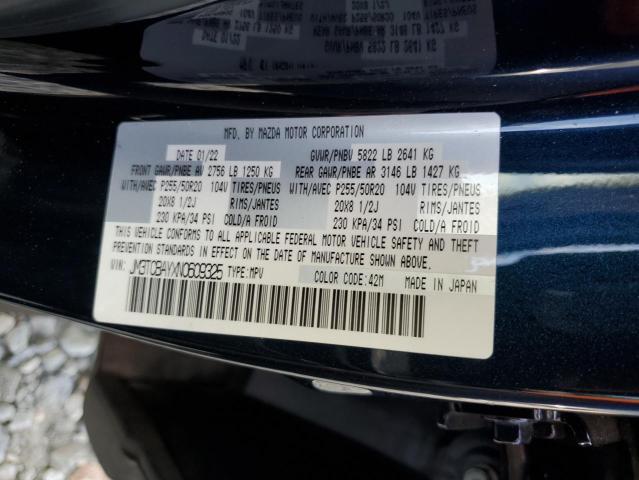 MFD. BY MAZDA MOTOR CORPORATION
DATE 01/22 GVWR/PNBV 5822 LB 2641 KG
FRONT GAWR/PNBE AV 2756 LB 1250 KG REAR GAWR/PNBE AR 3146 LB 1427 KG
WITH/AVEC P255/50R20 104V TIRES/PNEUS WITH/AVEC P255/50R20 104V TIRES/PNEUS
20X8 1/2J RIMS/JANTES 20X8 1/2J RIMS/JANTES
230 KPA/34 PSI COLD/A FROID 230 KPA/34 PSI COLD/A FROID
THIS VEHICLE CONFORMS TO ALL APPLICABLE FEDERAL MOTOR VEHICLE SAFETY AND THEFT
PREVENTION STANDARDS IN EFFECT ON THE DATE OF MANUFACTURE SHOWN ABOVE.
JM3TCBAYXN0609325 TYPE:MPV COLOR CODE:42M MADE IN JAPAN